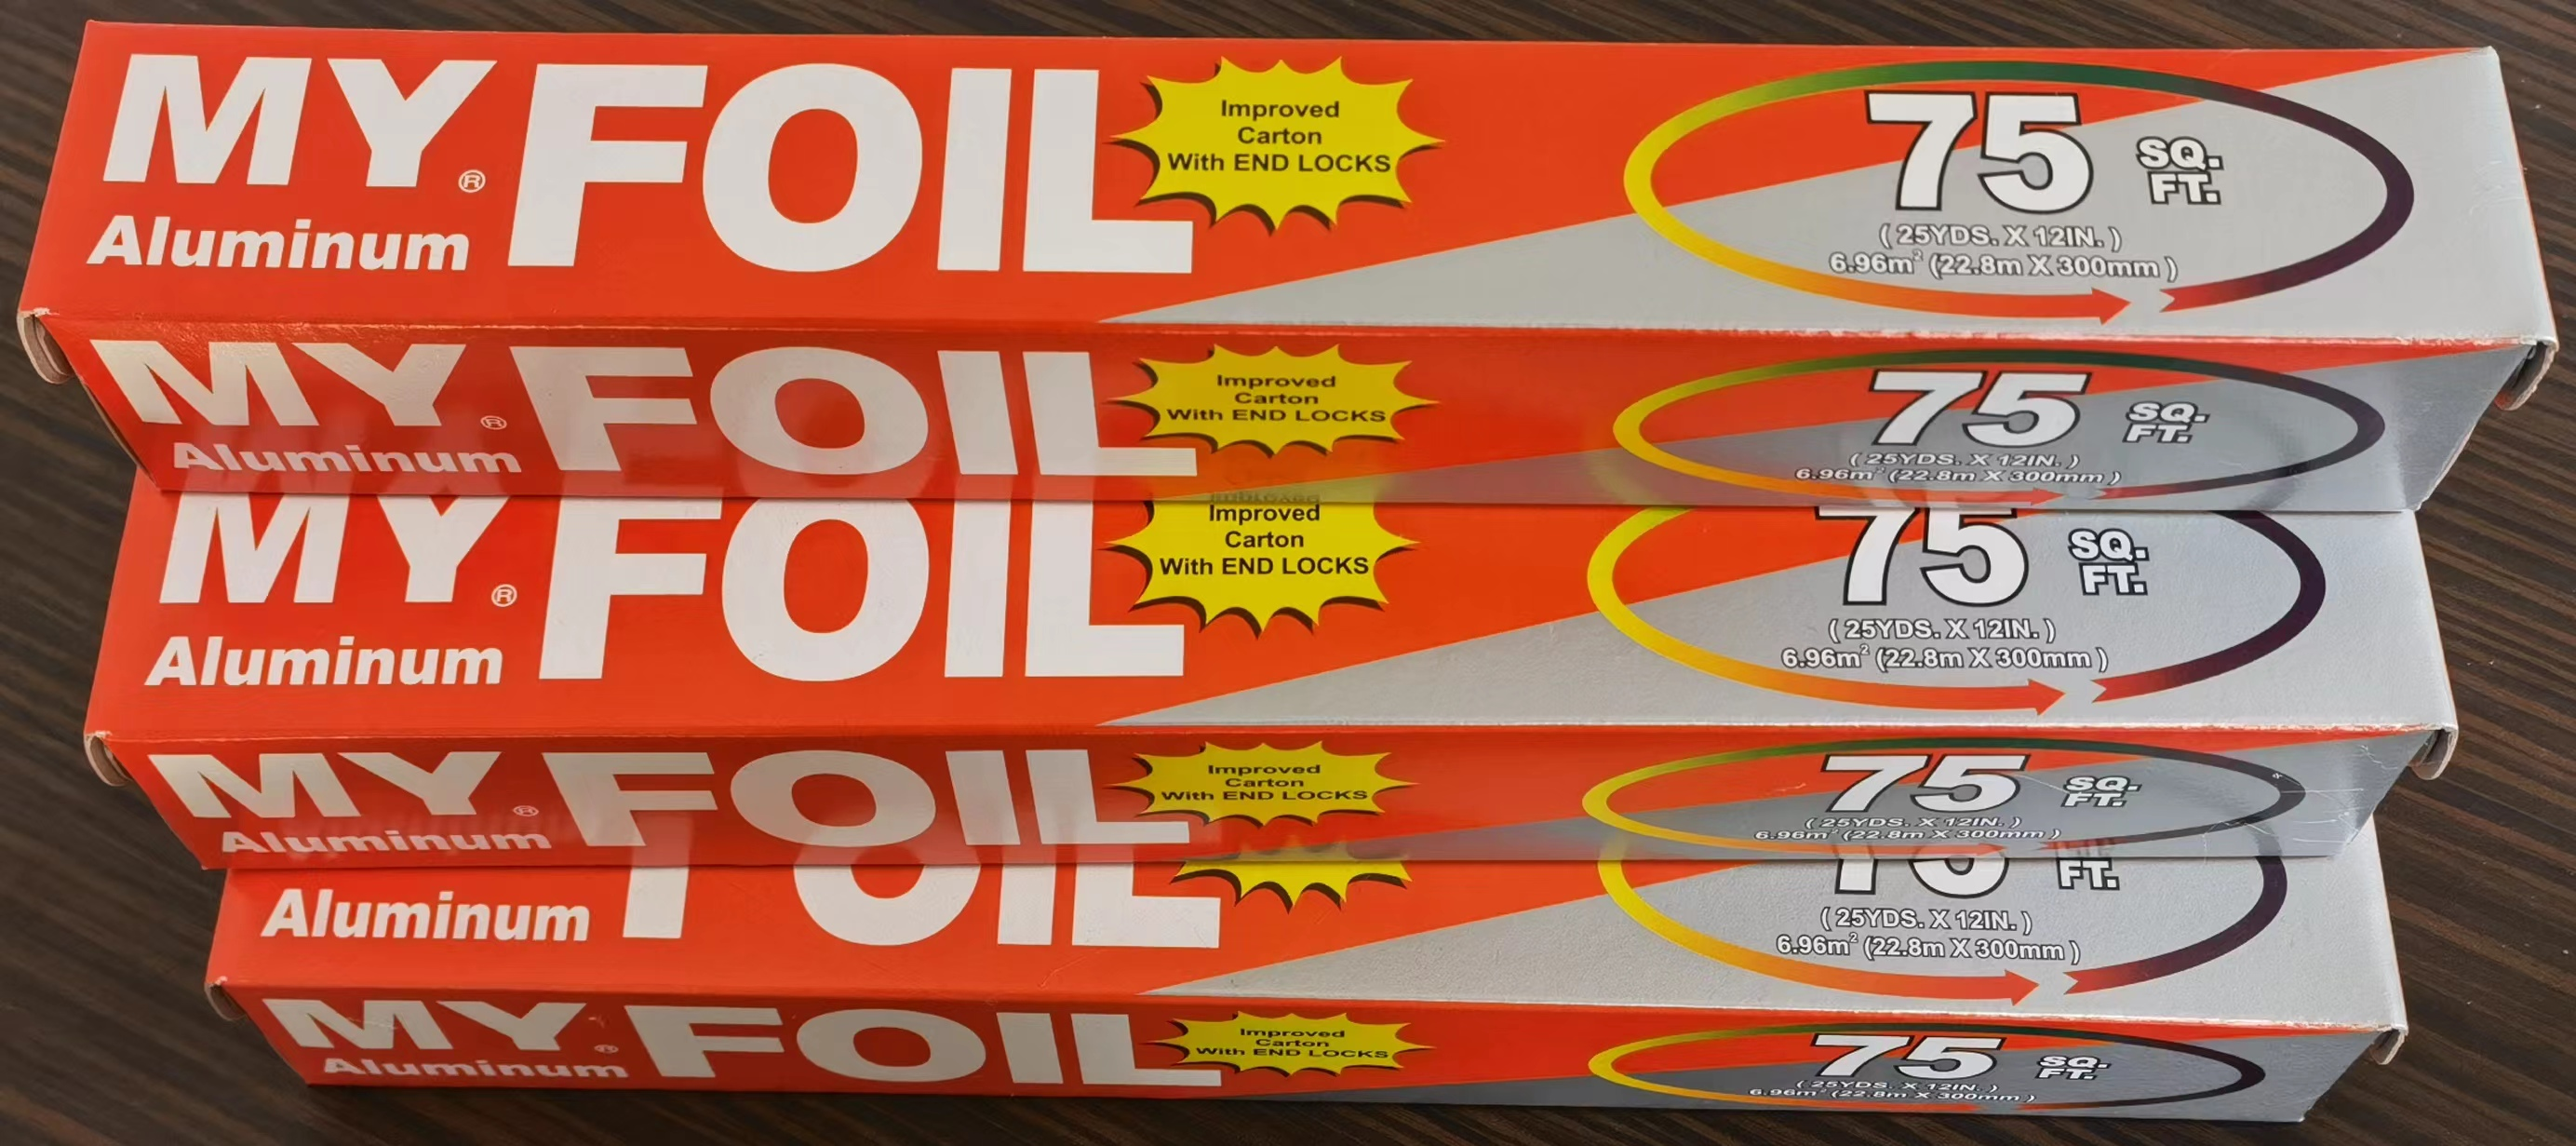 MY® FOIL
Aluminum
Improved
Carton
With END LOCKS
75 SQ.
FT.
( 25YDS. X 12IN. )
6.96m² (22.8m X 300mm )
MY® FOIL
Aluminum
Improved
Carton
With END LOCKS
75 SQ.
FT.
( 25YDS. X 12IN. )
6.96m² (22.8m X 300mm )
MY® FOIL
Aluminum
Improved
Carton
With END LOCKS
75 SQ.
FT.
( 25YDS. X 12IN. )
6.96m² (22.8m X 300mm )
MY® FOIL
Aluminum
Improved
Carton
With END LOCKS
75 SQ.
FT.
( 25YDS. X 12IN. )
6.96m² (22.8m X 300mm )
Aluminum FOIL
75 FT.
( 25YDS. X 12IN. )
6.96m² (22.8m X 300mm )
MY® FOIL
Aluminum
Improved
Carton
With END LOCKS
75 SQ.
FT.
( 25YDS. X 12IN. )
6.96m² (22.8m X 300mm )